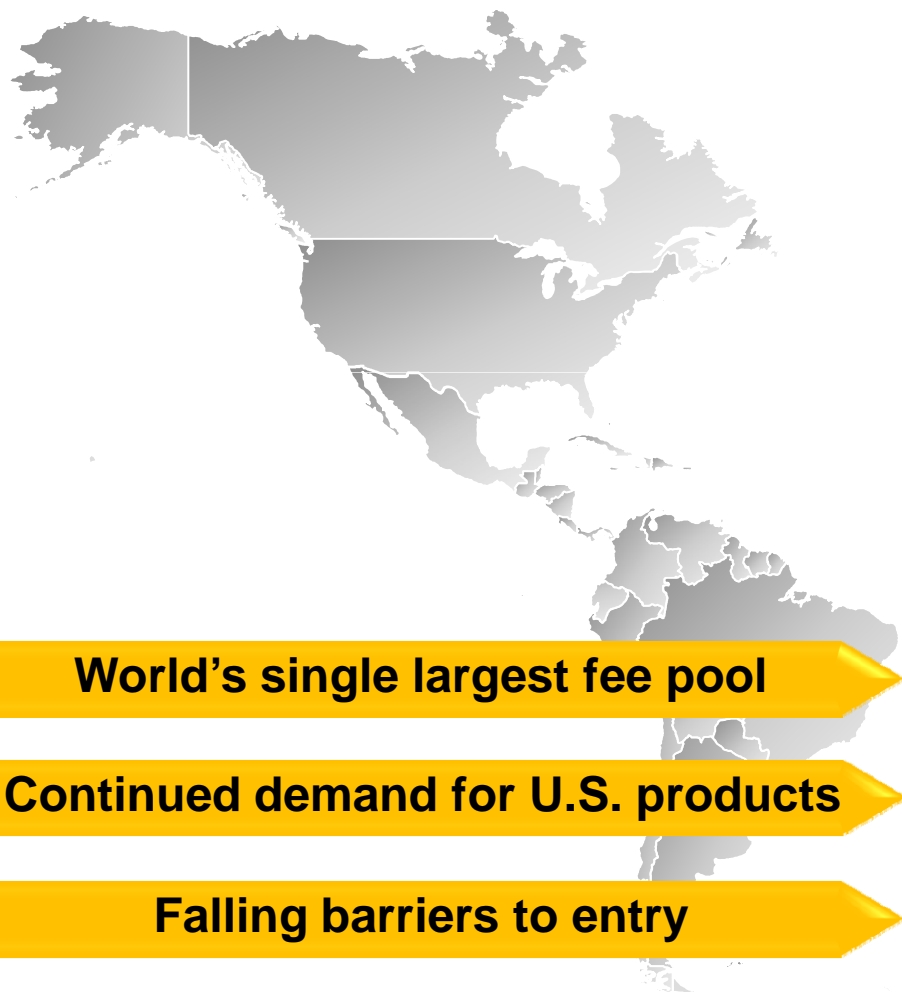 World’s single largest fee pool
Continued demand for U.S. products
Falling barriers to entry